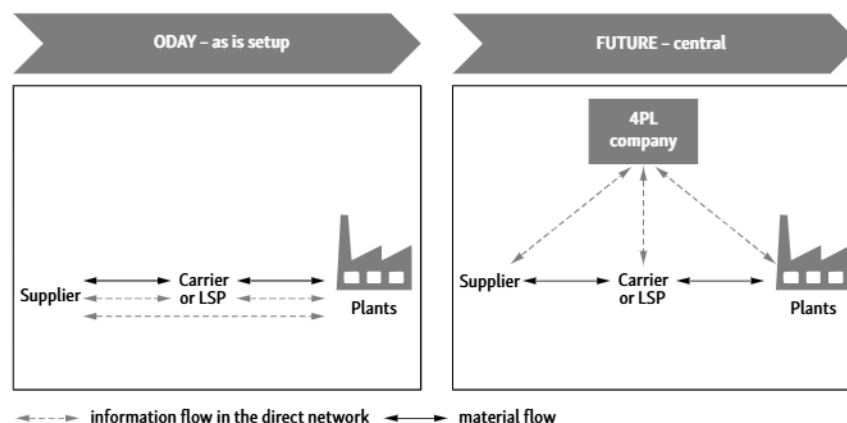 ODAY – as is setup
FUTURE – central
4PL
company
Supplier
Carrier
or LSP
Plants
Supplier
Carrier
or LSP
Plants
information flow in the direct network
material flow